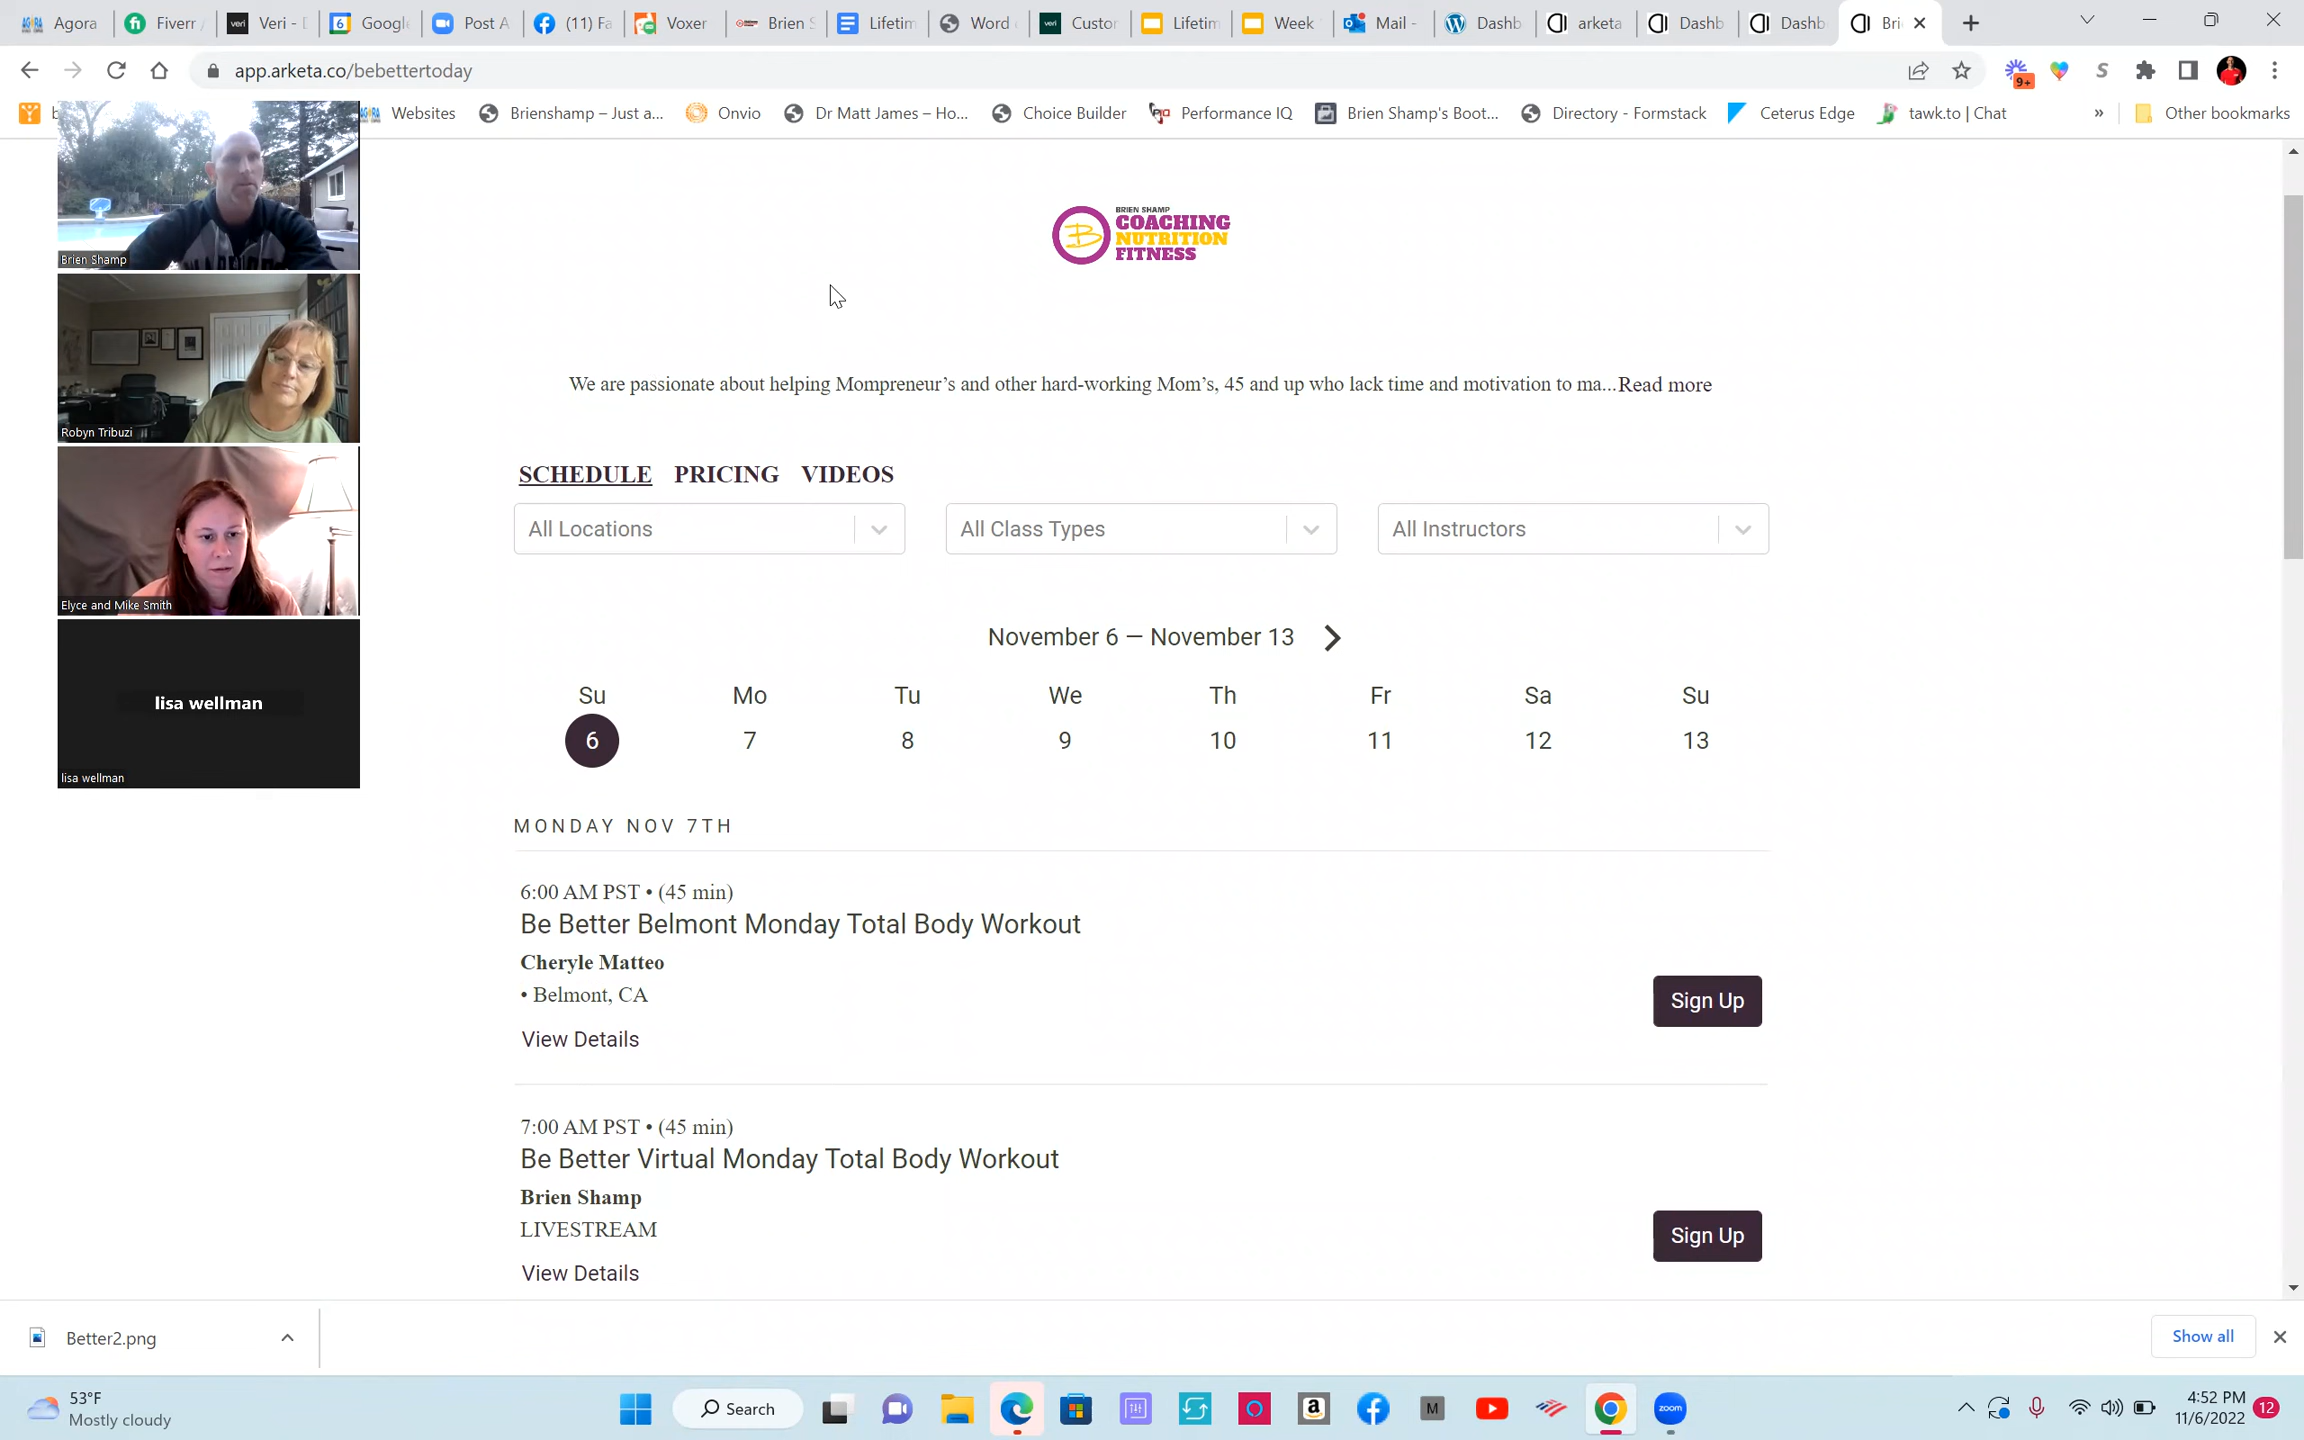 Agora
Fiverr
Veri - D
Google
Post A
(11) Fa
Voxer
Brien S
Lifetim
Word
Custor
Lifetim
Week
Mail -
Dashb
arketa
Dashb
Dashb
Bri
app.arketa.co/bebettertoday
9+
Websites
Brienshamp – Just a...
Onvio
Dr Matt James – Ho...
Choice Builder
Performance IQ
Brien Shamp's Boot...
Directory - Formstack
Ceterus Edge
tawk.to | Chat
»
Other bookmarks
Brien Shamp
Robyn Tribuzi
Elyce and Mike Smith
lisa wellman
lisa wellman
BRIEN SHAMP
COACHING
NUTRITION
FITNESS
We are passionate about helping Mompreneur’s and other hard-working Mom’s, 45 and up who lack time and motivation to ma...Read more
SCHEDULE PRICING VIDEOS
All Locations
All Class Types
All Instructors
November 6 — November 13
Su Mo Tu We Th Fr Sa Su
6 7 8 9 10 11 12 13
MONDAY NOV 7TH
6:00 AM PST • (45 min)
Be Better Belmont Monday Total Body Workout
Cheryle Matteo
• Belmont, CA
Sign Up
View Details
7:00 AM PST • (45 min)
Be Better Virtual Monday Total Body Workout
Brien Shamp
LIVESTREAM
Sign Up
View Details
Better2.png
Show all
53°F
Mostly cloudy
Search
M
zoom
4:52 PM
11/6/2022
12